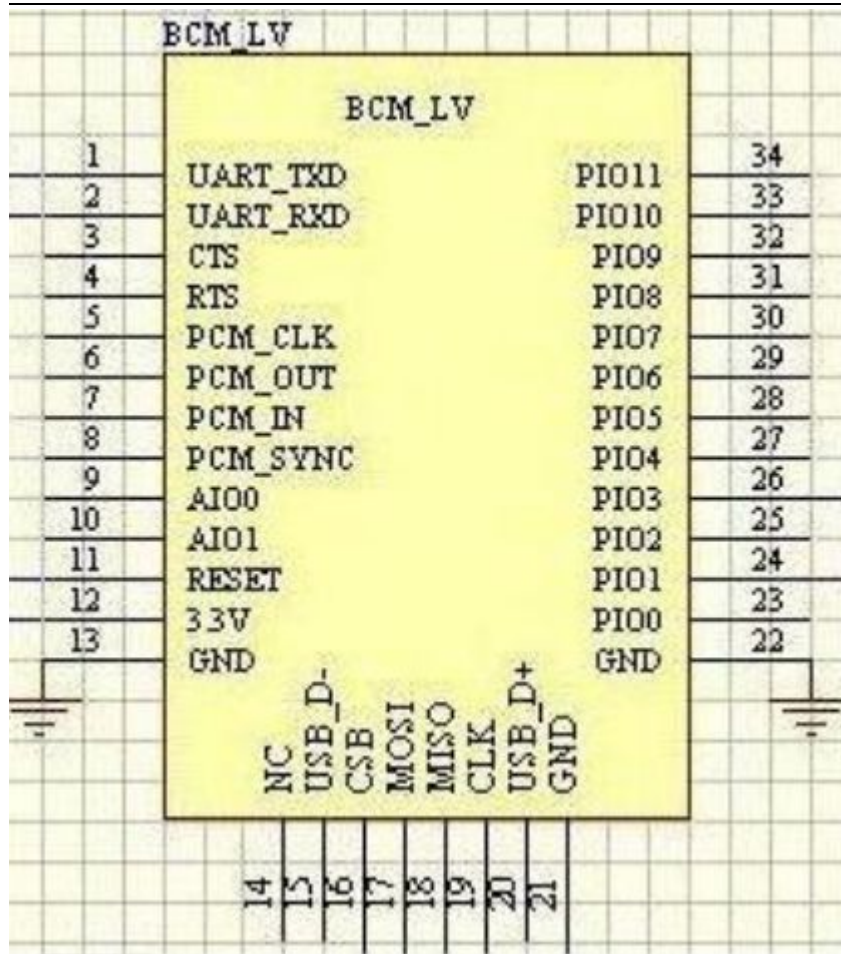 BCM_LV
BCM_LV
1 UART_TXD PIO11 34
2 UART_RXD PIO10 33
3 CTS PIO9 32
4 RTS PIO8 31
5 PCM_CLK PIO7 30
6 PCM_OUT PIO6 29
7 PCM_IN PIO5 28
8 PCM_SYNC PIO4 27
9 AIO0 PIO3 26
10 AIO1 PIO2 25
11 RESET PIO1 24
12 33V PIO0 23
13 GND GND 22
NC
USB_D-
CSB
MOSI
MISO
CLK
USB_D+
GND
14
15
16
17
18
19
20
21